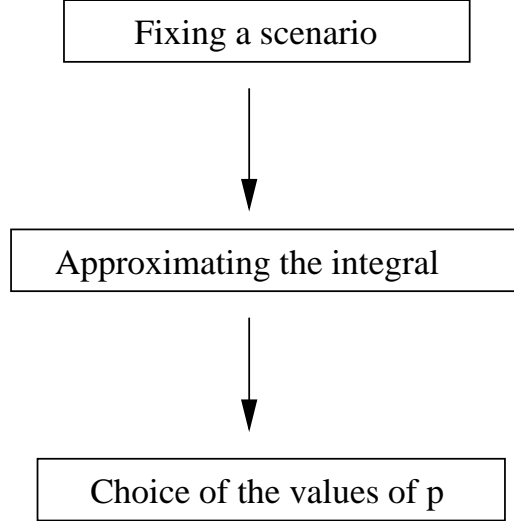 Fixing a scenario
Approximating the integral
Choice of the values of p